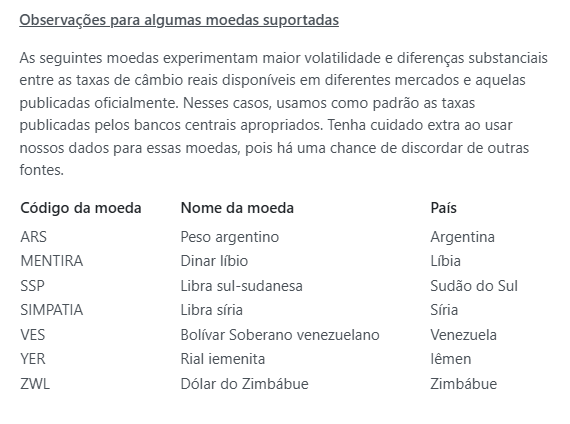 Observações para algumas moedas suportadas
As seguintes moedas experimentam maior volatilidade e diferenças substanciais
entre as taxas de câmbio reais disponíveis em diferentes mercados e aquelas
publicadas oficialmente. Nesses casos, usamos como padrão as taxas
publicadas pelos bancos centrais apropriados. Tenha cuidado extra ao usar
nossos dados para essas moedas, pois há uma chance de discordar de outras
fontes.
Código da moeda Nome da moeda País
ARS Peso argentino Argentina
MENTIRA Dinar líbio Líbia
SSP Libra sul-sudanesa Sudão do Sul
SIMPATIA Libra síria Síria
VES Bolívar Soberano venezuelano Venezuela
YER Rial iemenita Iêmen
ZWL Dólar do Zimbábue Zimbábue